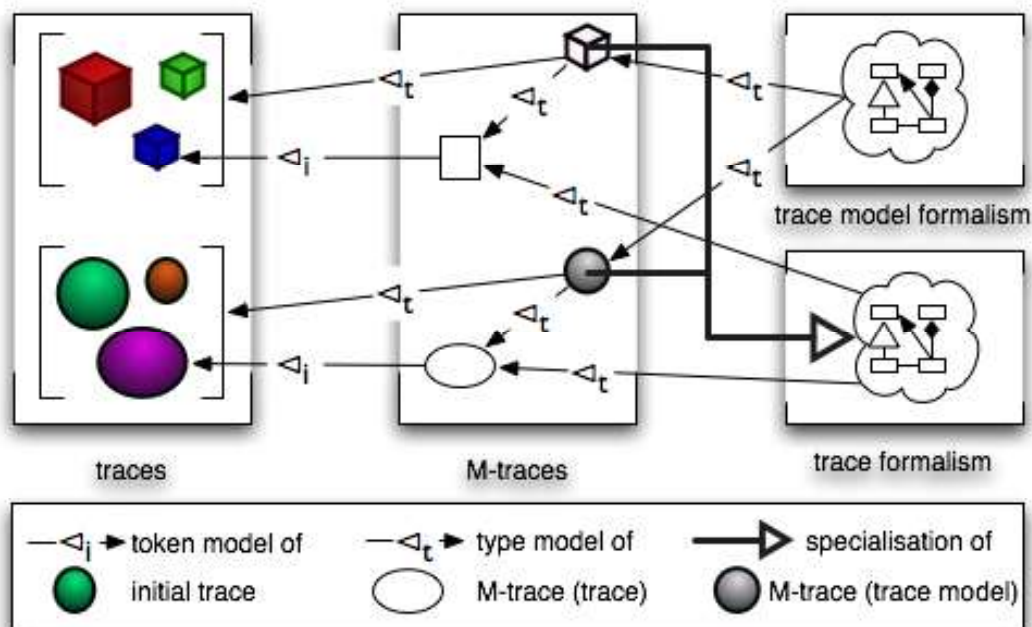 ◁t
◁t
◁t
◁i
◁t
◁t
trace model formalism
◁t
◁t
◁i
◁t
traces
M-traces
trace formalism
◁i token model of
◁t type model of
specialisation of
initial trace
M-trace (trace)
M-trace (trace model)